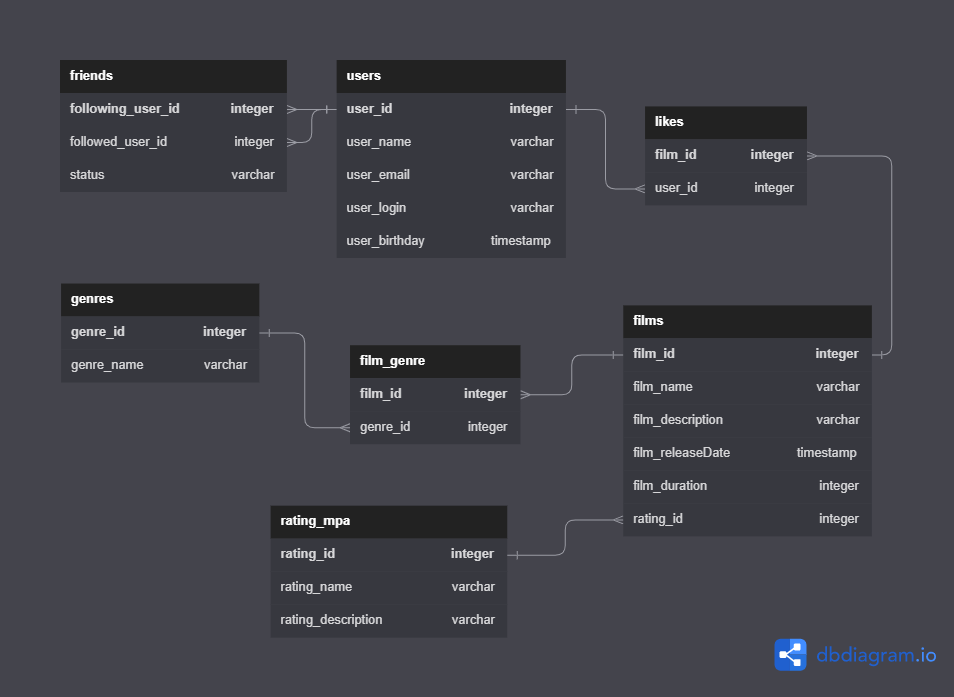 friends
following_user_id integer
followed_user_id integer
status varchar
users
user_id integer
user_name varchar
user_email varchar
user_login varchar
user_birthday timestamp
likes
film_id integer
user_id integer
genres
genre_id integer
genre_name varchar
film_genre
film_id integer
genre_id integer
films
film_id integer
film_name varchar
film_description varchar
film_releaseDate timestamp
film_duration integer
rating_id integer
rating_mpa
rating_id integer
rating_name varchar
rating_description varchar
dbdiagram.io